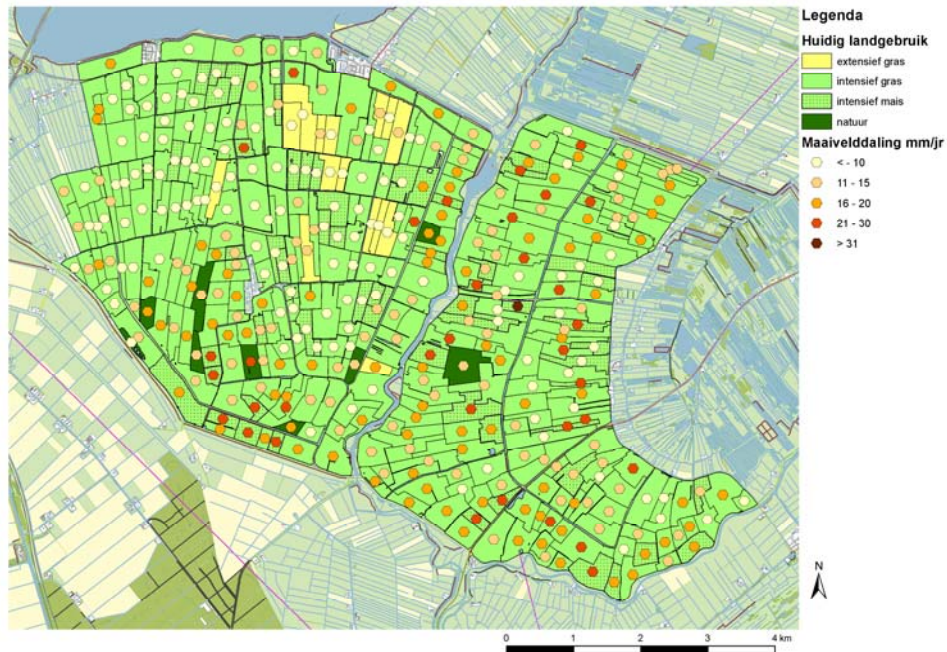 Legenda
Huidig landgebruik
extensief gras
intensief gras
intensief mais
natuur
Maaivelddaling mm/jr
< - 10
11 - 15
16 - 20
21 - 30
> 31
N
0 1 2 3 4 km